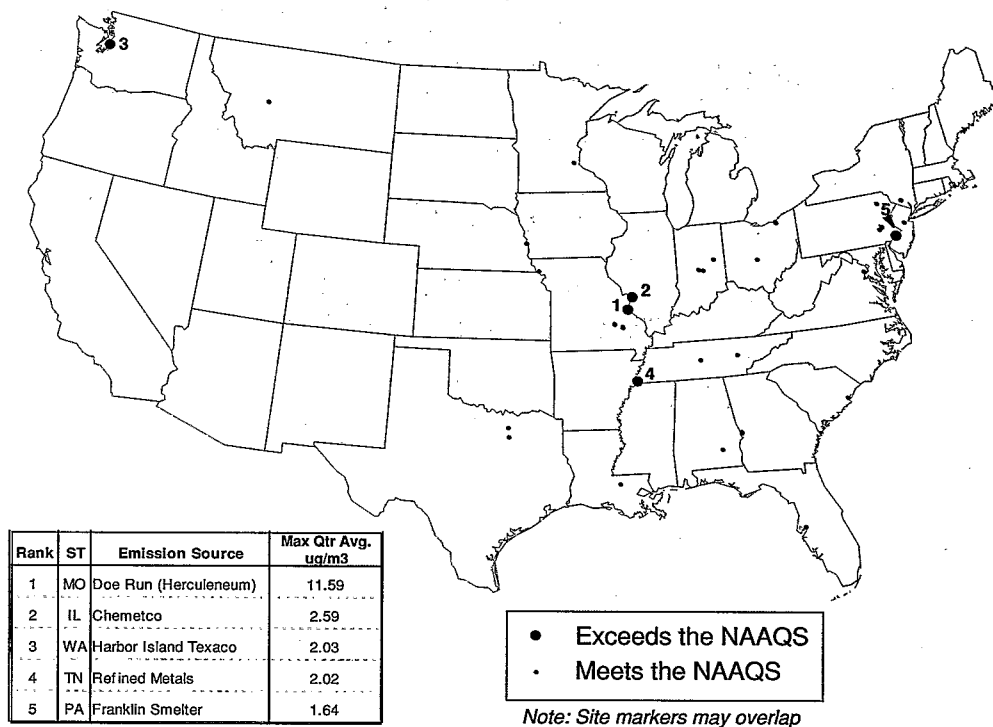 3
5
2
1
4
Rank ST Emission Source Max Qtr Avg. ug/m3
1 MO Doe Run (Herculeneum) 11.59
2 IL Chemetco 2.59
3 WA Harbor Island Texaco 2.03
4 TN Refined Metals 2.02
5 PA Franklin Smelter 1.64
Exceeds the NAAQS
Meets the NAAQS
Note: Site markers may overlap